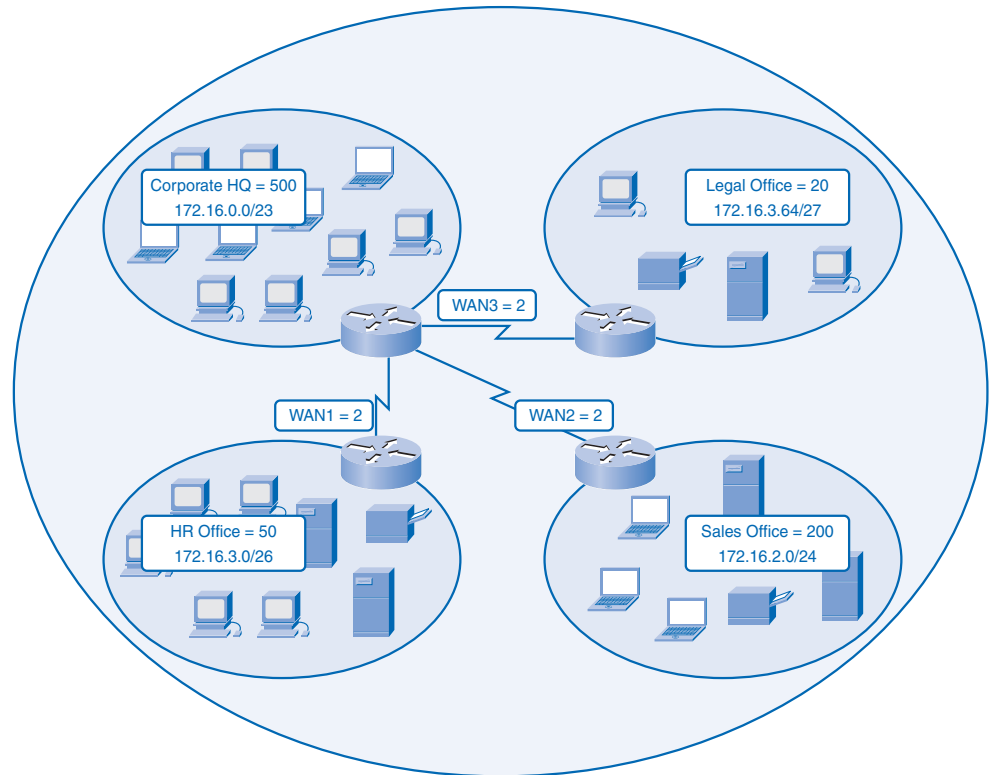 Corporate HQ = 500
172.16.0.0/23
Legal Office = 20
172.16.3.64/27
WAN3 = 2
WAN1 = 2
WAN2 = 2
HR Office = 50
172.16.3.0/26
Sales Office = 200
172.16.2.0/24